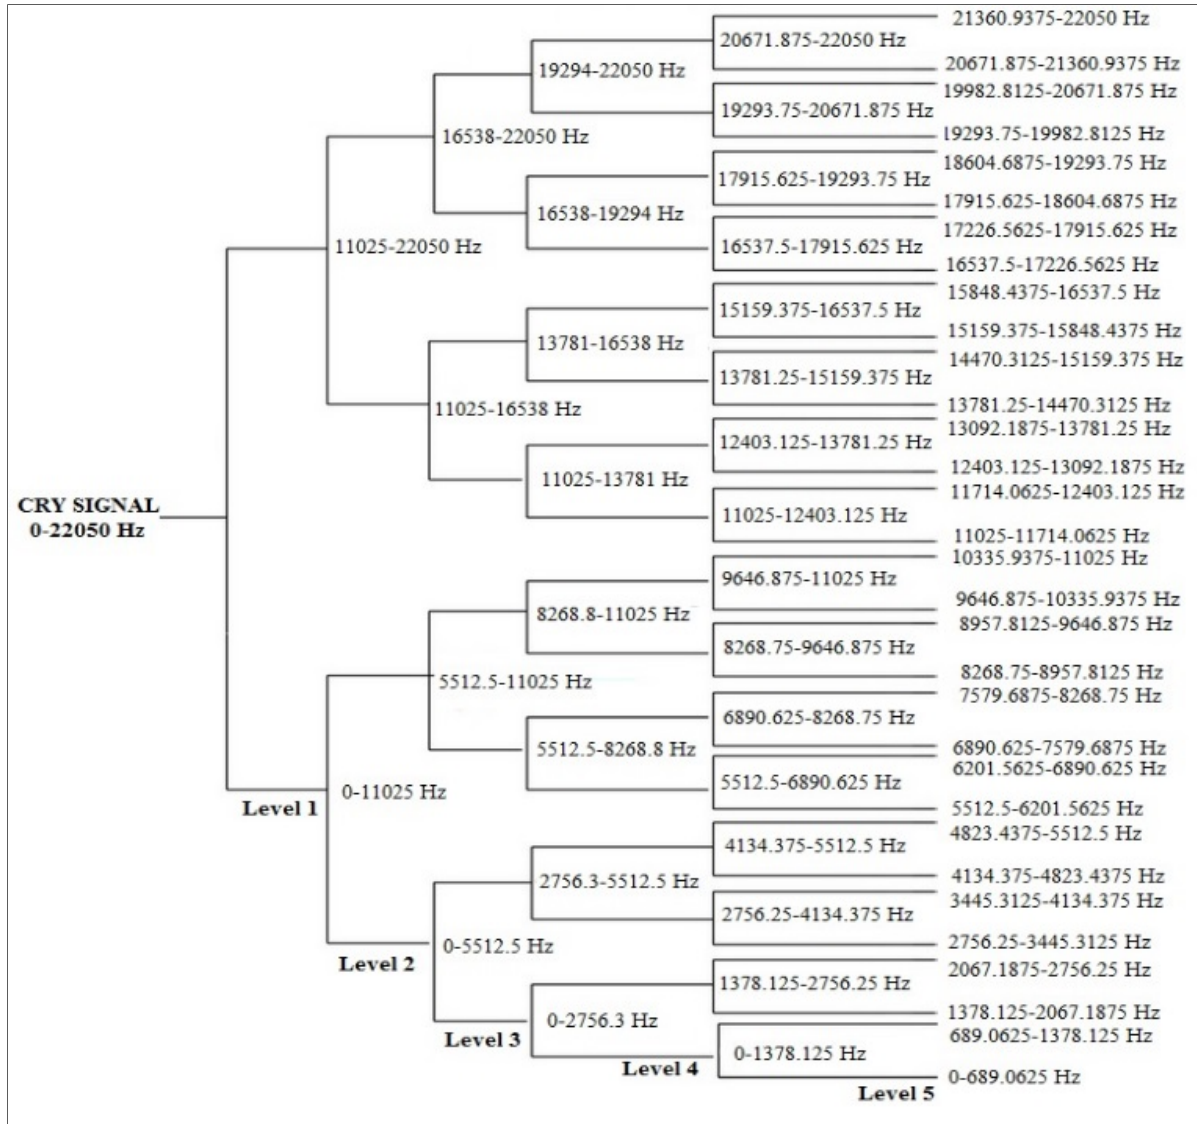 21360.9375-22050 Hz
20671.875-22050 Hz
20671.875-21360.9375 Hz
19294-22050 Hz
19982.8125-20671.875 Hz
19293.75-20671.875 Hz
19293.75-19982.8125 Hz
16538-22050 Hz
18604.6875-19293.75 Hz
17915.625-19293.75 Hz
17915.625-18604.6875 Hz
16538-19294 Hz
17226.5625-17915.625 Hz
11025-22050 Hz
16537.5-17915.625 Hz
16537.5-17226.5625 Hz
15848.4375-16537.5 Hz
15159.375-16537.5 Hz
15159.375-15848.4375 Hz
13781-16538 Hz
14470.3125-15159.375 Hz
13781.25-15159.375 Hz
13781.25-14470.3125 Hz
11025-16538 Hz
13092.1875-13781.25 Hz
12403.125-13781.25 Hz
12403.125-13092.1875 Hz
11025-13781 Hz
11714.0625-12403.125 Hz
CRY SIGNAL
0-22050 Hz
11025-12403.125 Hz
11025-11714.0625 Hz
10335.9375-11025 Hz
9646.875-11025 Hz
9646.875-10335.9375 Hz
8268.8-11025 Hz
8957.8125-9646.875 Hz
8268.75-9646.875 Hz
8268.75-8957.8125 Hz
5512.5-11025 Hz
7579.6875-8268.75 Hz
6890.625-8268.75 Hz
6890.625-7579.6875 Hz
5512.5-8268.8 Hz
6201.5625-6890.625 Hz
5512.5-6890.625 Hz
0-11025 Hz
Level 1
5512.5-6201.5625 Hz
4823.4375-5512.5 Hz
4134.375-5512.5 Hz
4134.375-4823.4375 Hz
2756.3-5512.5 Hz
3445.3125-4134.375 Hz
2756.25-4134.375 Hz
2756.25-3445.3125 Hz
0-5512.5 Hz
Level 2
2067.1875-2756.25 Hz
1378.125-2756.25 Hz
1378.125-2067.1875 Hz
0-2756.3 Hz
Level 3
689.0625-1378.125 Hz
0-1378.125 Hz
Level 4
0-689.0625 Hz
Level 5